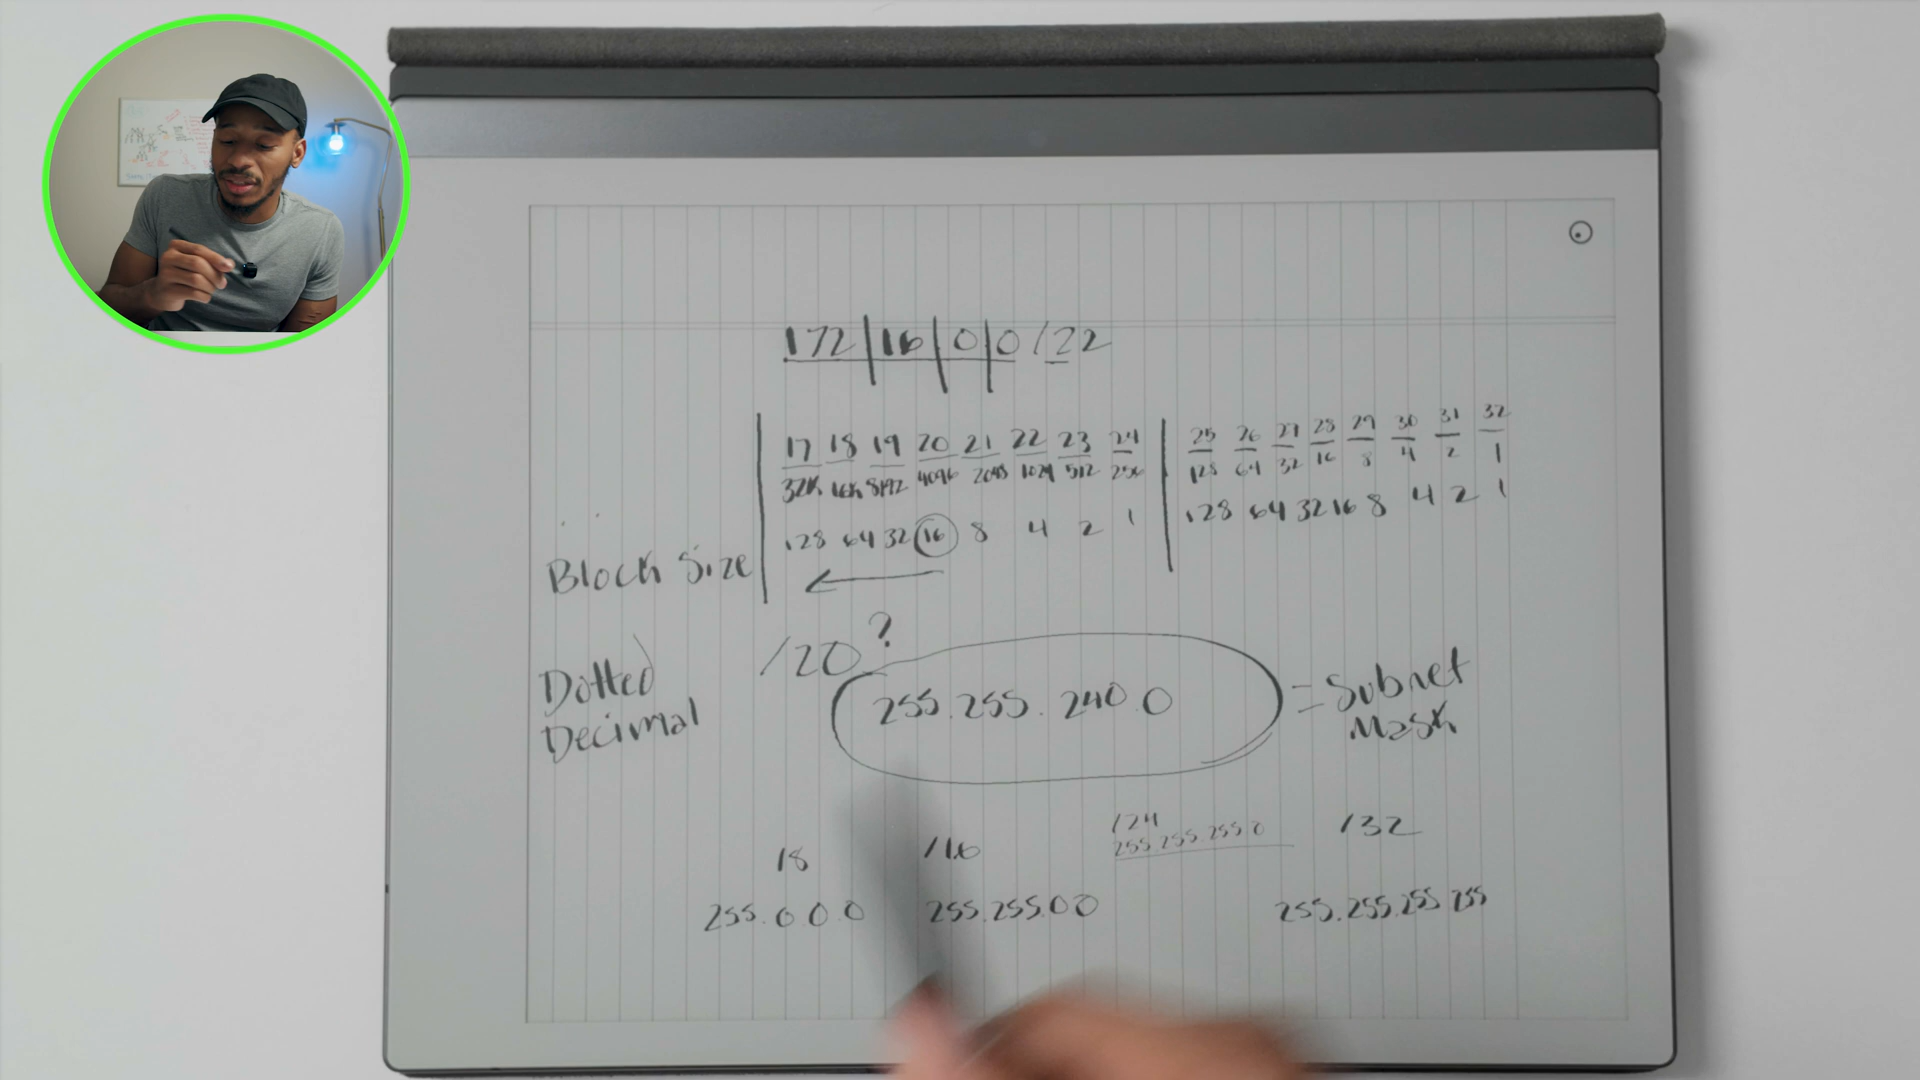 172 | 16 | 0 | 0 /22
17 18 19 20 21 22 23 24 25 26 27 28 29 30 31 32
32K 16K 8192 4096 2048 1024 512 256 128 64 32 16 8 4 2 1
Block Size 128 64 32 16 8 4 2 1 128 64 32 16 8 4 2 1
/20?
Dotted
Decimal
255.255.240.0 = Subnet
Mask
/8 /16 /24 /32
255.255.255.0
255.0.0.0 255.255.0.0 255.255.255.255